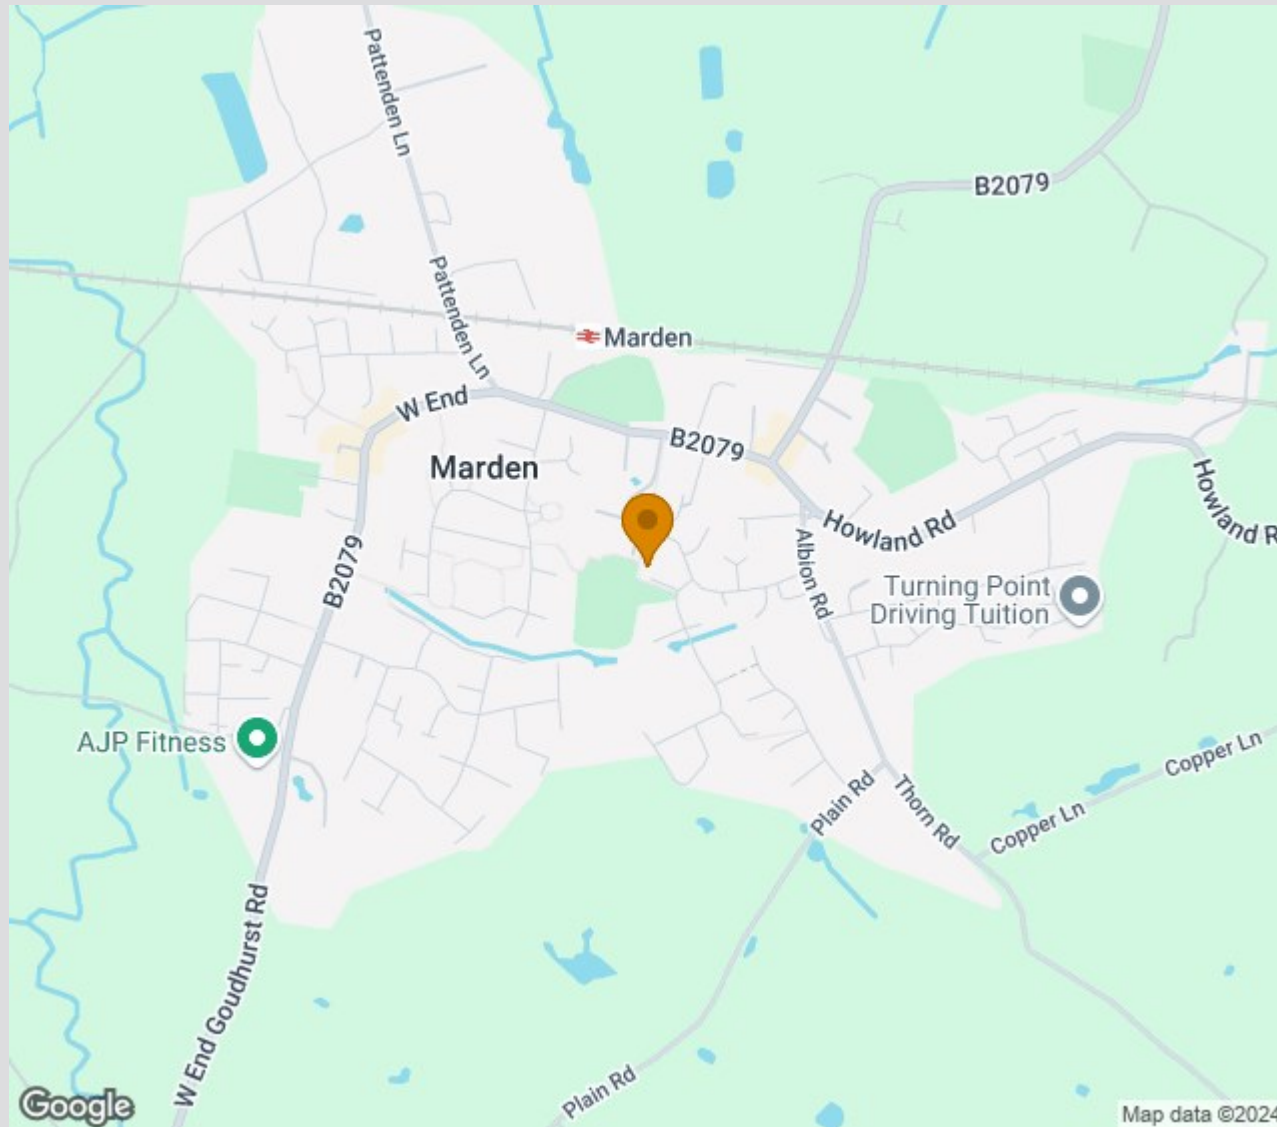 Pattenden Ln
B2079
Pattenden Ln
Marden
W End
B2079
Marden
Howland Rd
Howland R
B2079
Albion Rd
Turning Point
Driving Tuition
AJP Fitness
Copper Ln
Plain Rd
Thorn Rd
Copper Ln
W End Goudhurst Rd
Plain Rd
Google
Map data ©2024